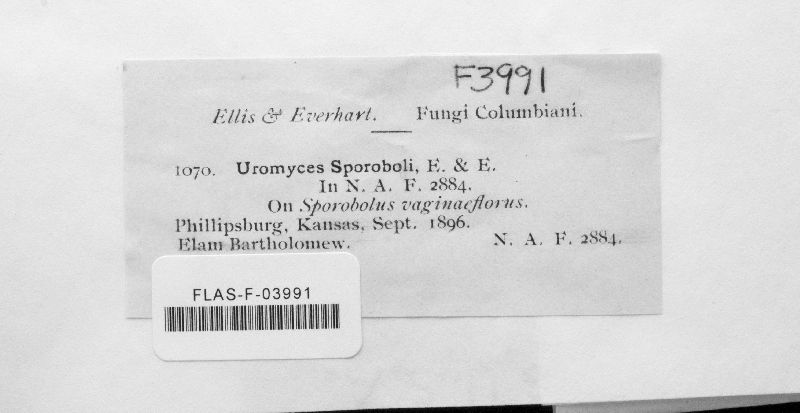 F3991
Ellis & Everhart. Fungi Columbiani.
1070. Uromyces Sporoboli, E. & E.
In N. A. F. 2884.
On Sporobolus vaginaeflorus.
Phillipsburg, Kansas, Sept. 1896.
Elam Bartholomew. N. A. F. 2884.
FLAS-F-03991